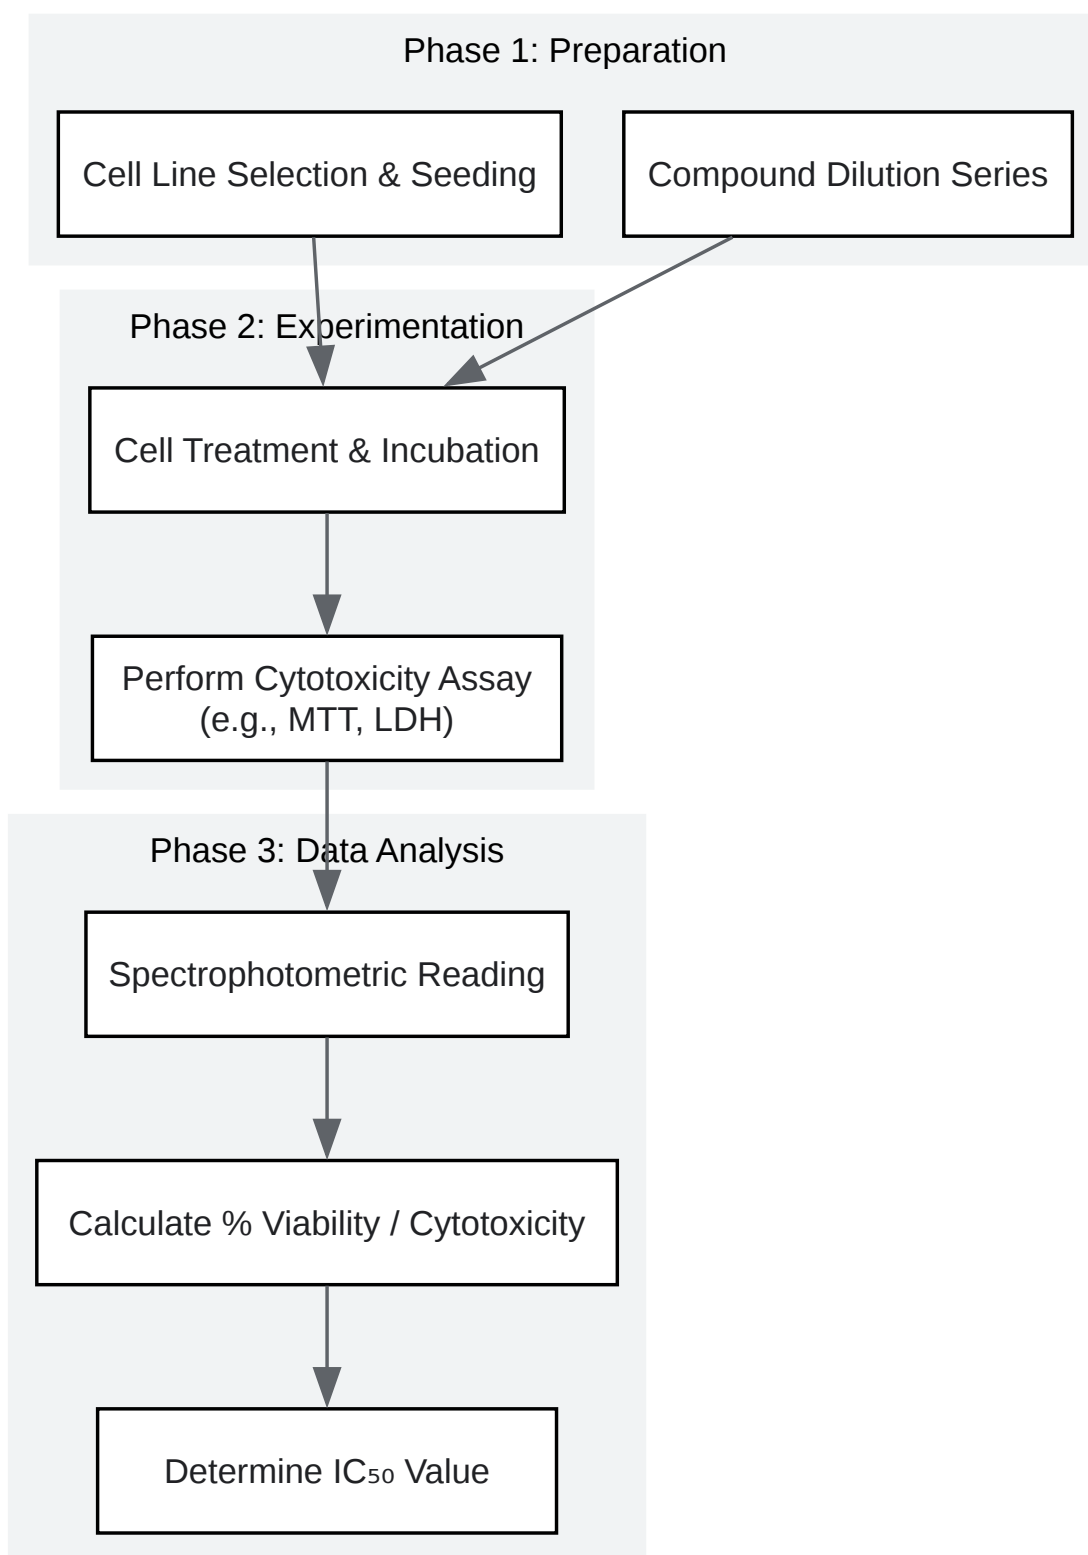 Phase 1: Preparation
Cell Line Selection & Seeding
Compound Dilution Series
Phase 2: Experimentation
Cell Treatment & Incubation
Perform Cytotoxicity Assay
(e.g., MTT, LDH)
Phase 3: Data Analysis
Spectrophotometric Reading
Calculate % Viability / Cytotoxicity
Determine IC₅₀ Value